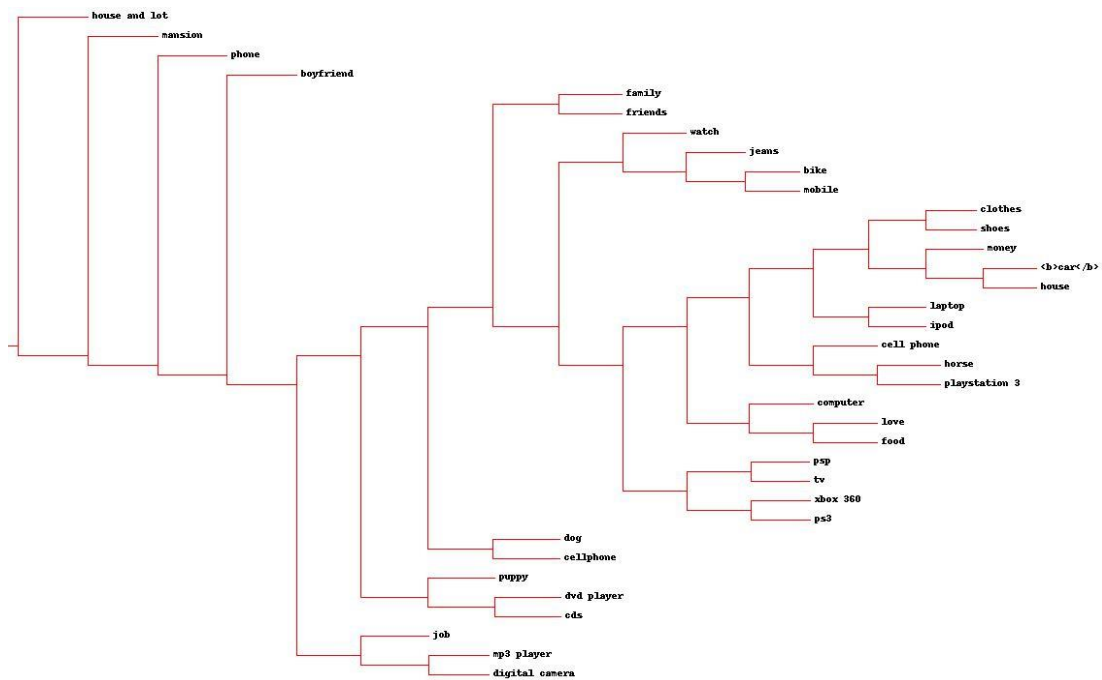 house and lot
mansion
phone
boyfriend
family
friends
watch
jeans
bike
mobile
clothes
shoes
money
<b>car</b>
house
laptop
ipod
cell phone
horse
playstation 3
computer
love
food
psp
tv
xbox 360
ps3
dog
cellphone
puppy
dvd player
cds
job
mp3 player
digital camera